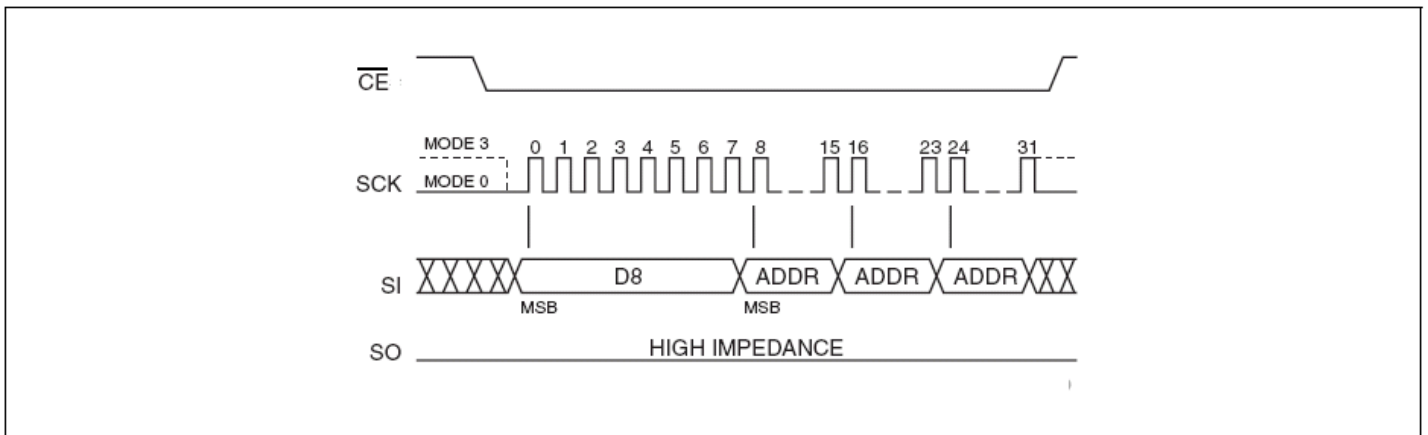 CE
MODE 3
0 1 2 3 4 5 6 7 8 15 16 23 24 31
SCK
MODE 0
SI
D8 ADDR ADDR ADDR
MSB MSB
SO
HIGH IMPEDANCE